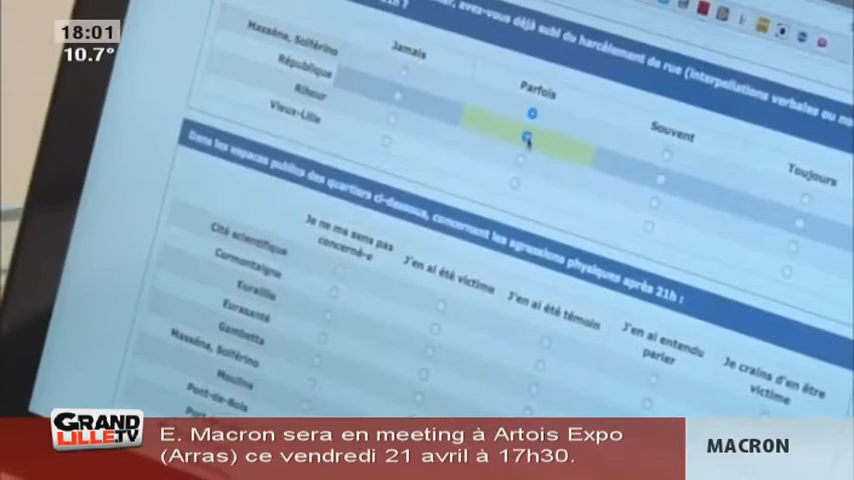 18:01
10.7°
21h ?
avez-vous déjà subi du harcèlement de rue (interpellations verbales ou
Jamais
Parfois
Souvent
Toujours
Masséna, Solférino
République
Rihour
Vieux-Lille
Dans les espaces publics des quartiers ci-dessous, concernant les agressions physiques après 21h :
Je ne me sens pas
concerné-e
J'en ai été victime
J'en ai été témoin
J'en ai entendu
parler
Je crains d'en être
victime
Cité scientifique
Cormontaigne
Euralille
Eurasanté
Gambetta
Masséna, Solférino
Moulins
Pont-de-Bois
GRAND
LILLE.TV
E. Macron sera en meeting à Artois Expo
(Arras) ce vendredi 21 avril à 17h30.
MACRON